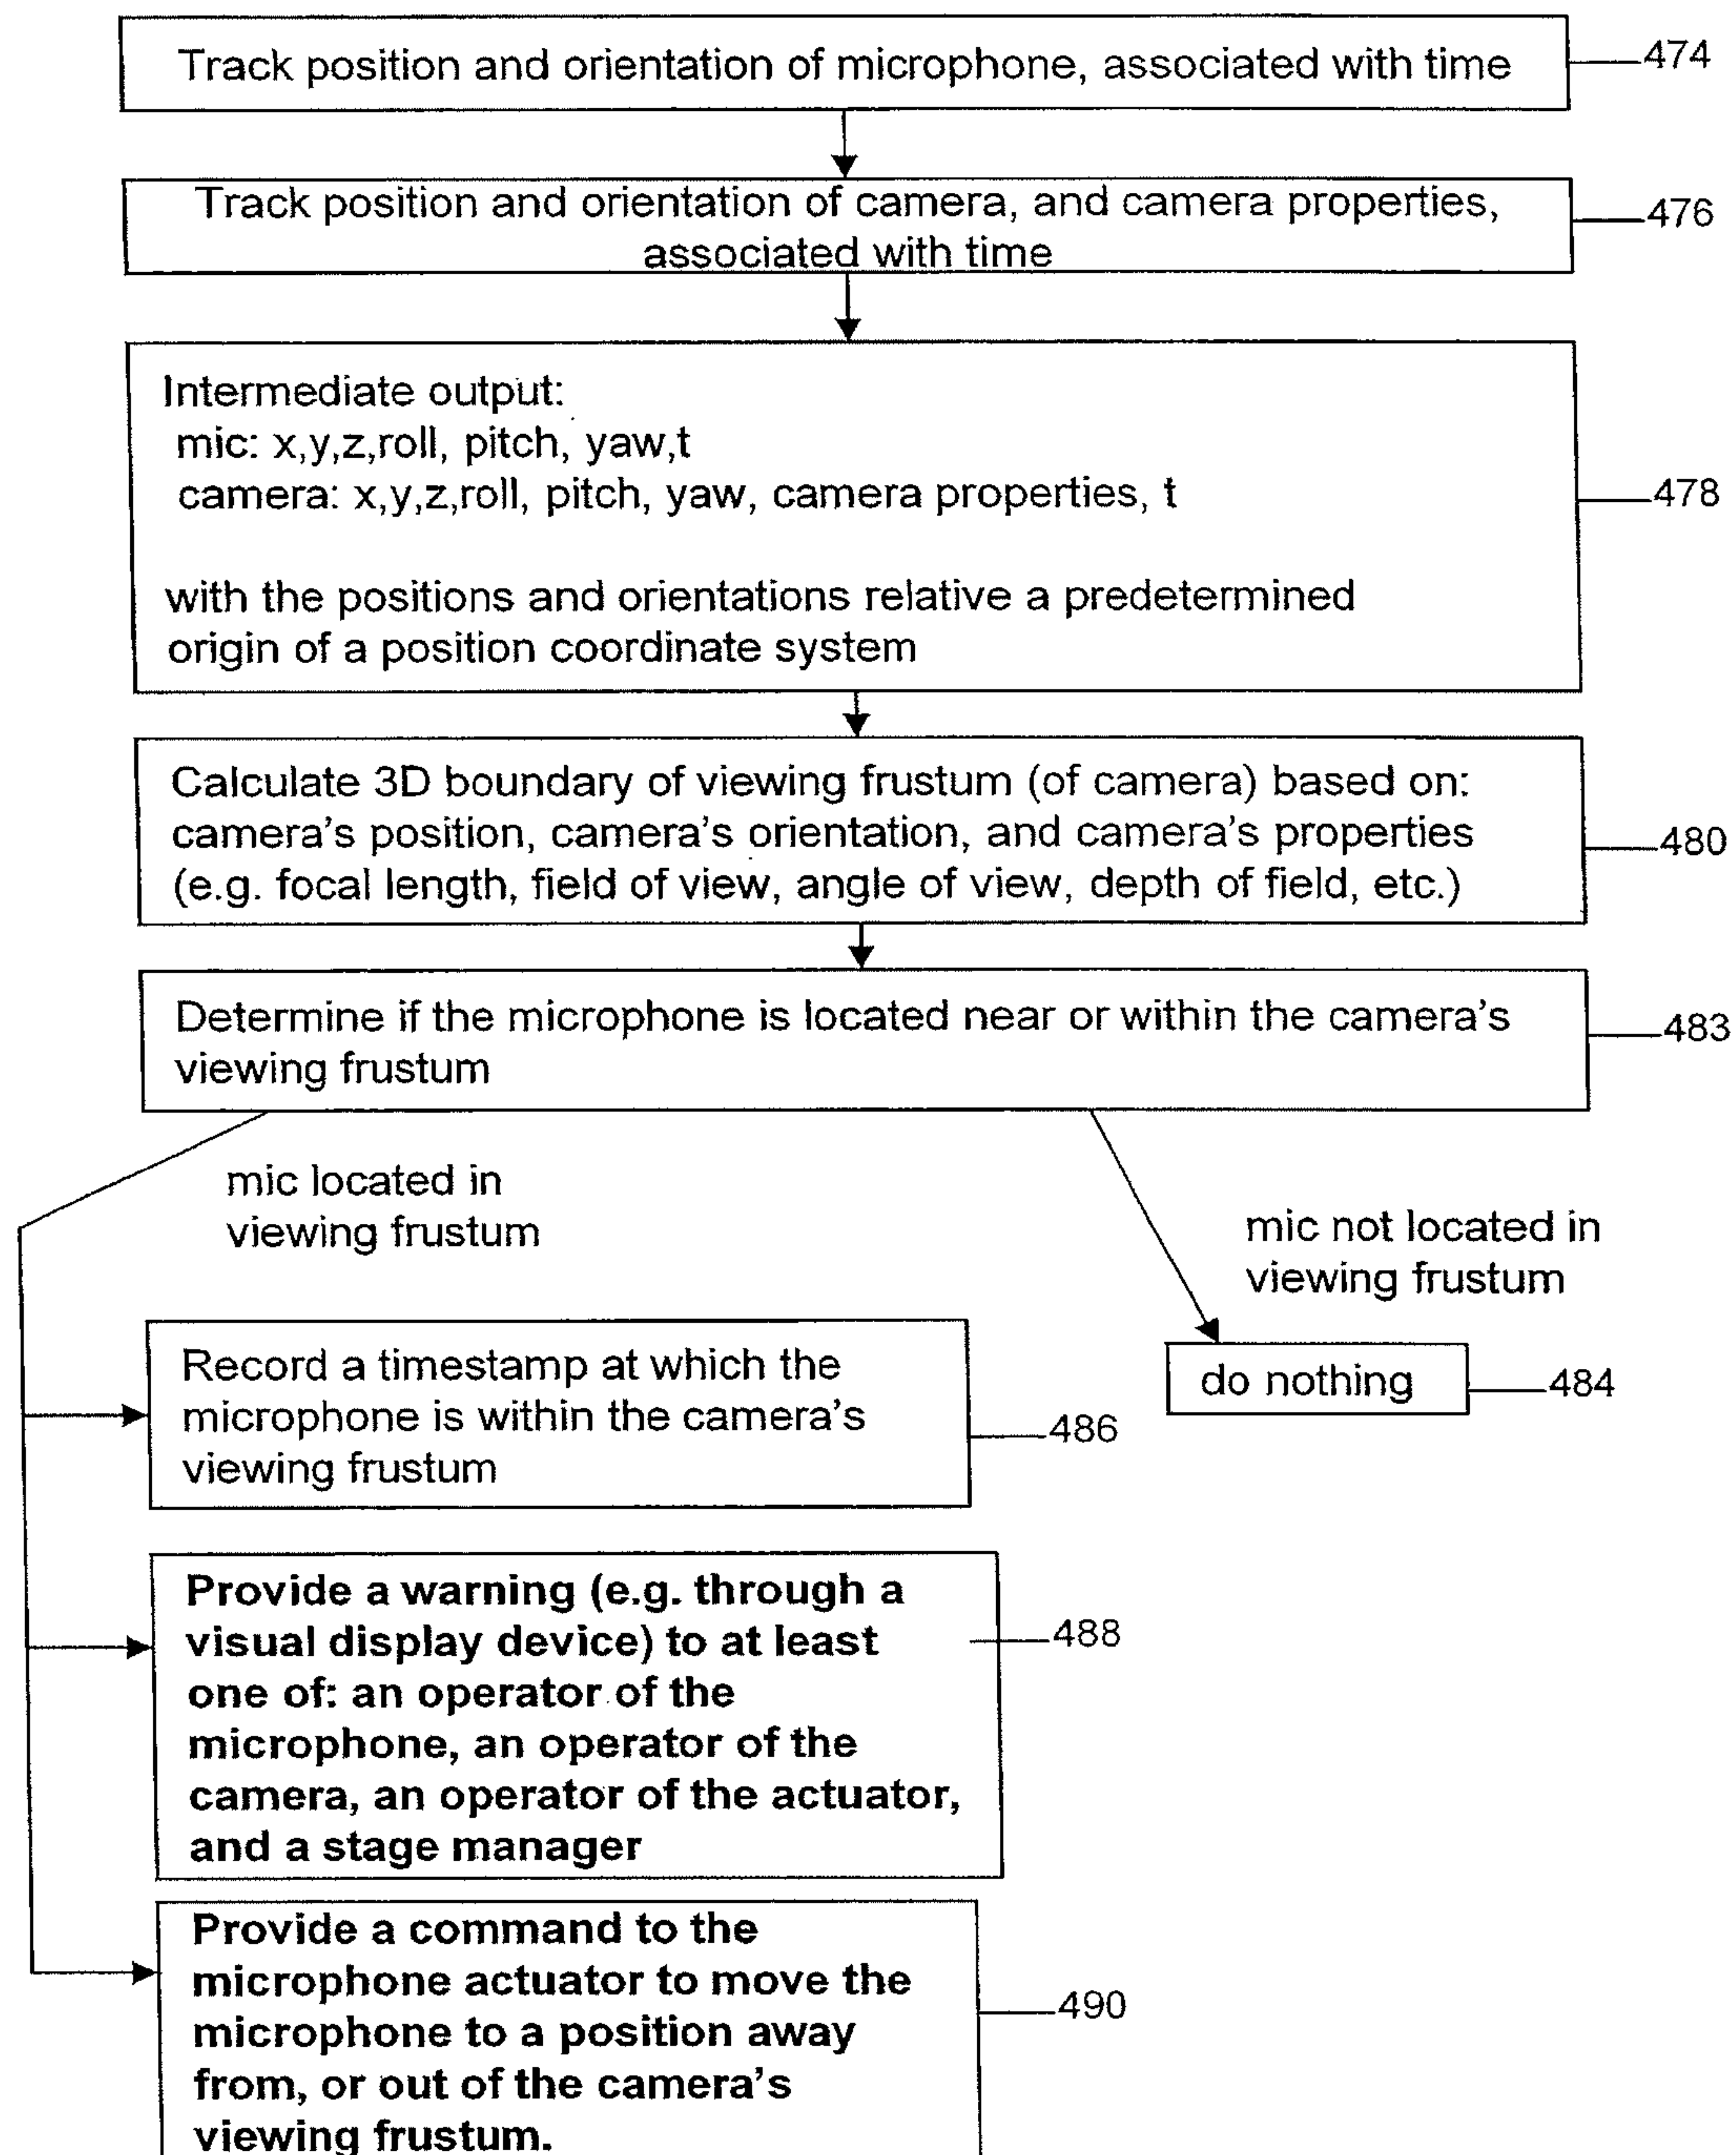 Track position and orientation of microphone, associated with time
474
Track position and orientation of camera, and camera properties,
associated with time
476
Intermediate output:
mic: x,y,z,roll, pitch, yaw,t
camera: x,y,z,roll, pitch, yaw, camera properties, t
with the positions and orientations relative a predetermined
origin of a position coordinate system
478
Calculate 3D boundary of viewing frustum (of camera) based on:
camera's position, camera's orientation, and camera's properties
(e.g. focal length, field of view, angle of view, depth of field, etc.)
480
Determine if the microphone is located near or within the camera's
viewing frustum
483
mic located in
viewing frustum
mic not located in
viewing frustum
Record a timestamp at which the
microphone is within the camera's
viewing frustum
486
do nothing
484
Provide a warning (e.g. through a
visual display device) to at least
one of: an operator of the
microphone, an operator of the
camera, an operator of the actuator,
and a stage manager
488
Provide a command to the
microphone actuator to move the
microphone to a position away
from, or out of the camera's
viewing frustum.
490